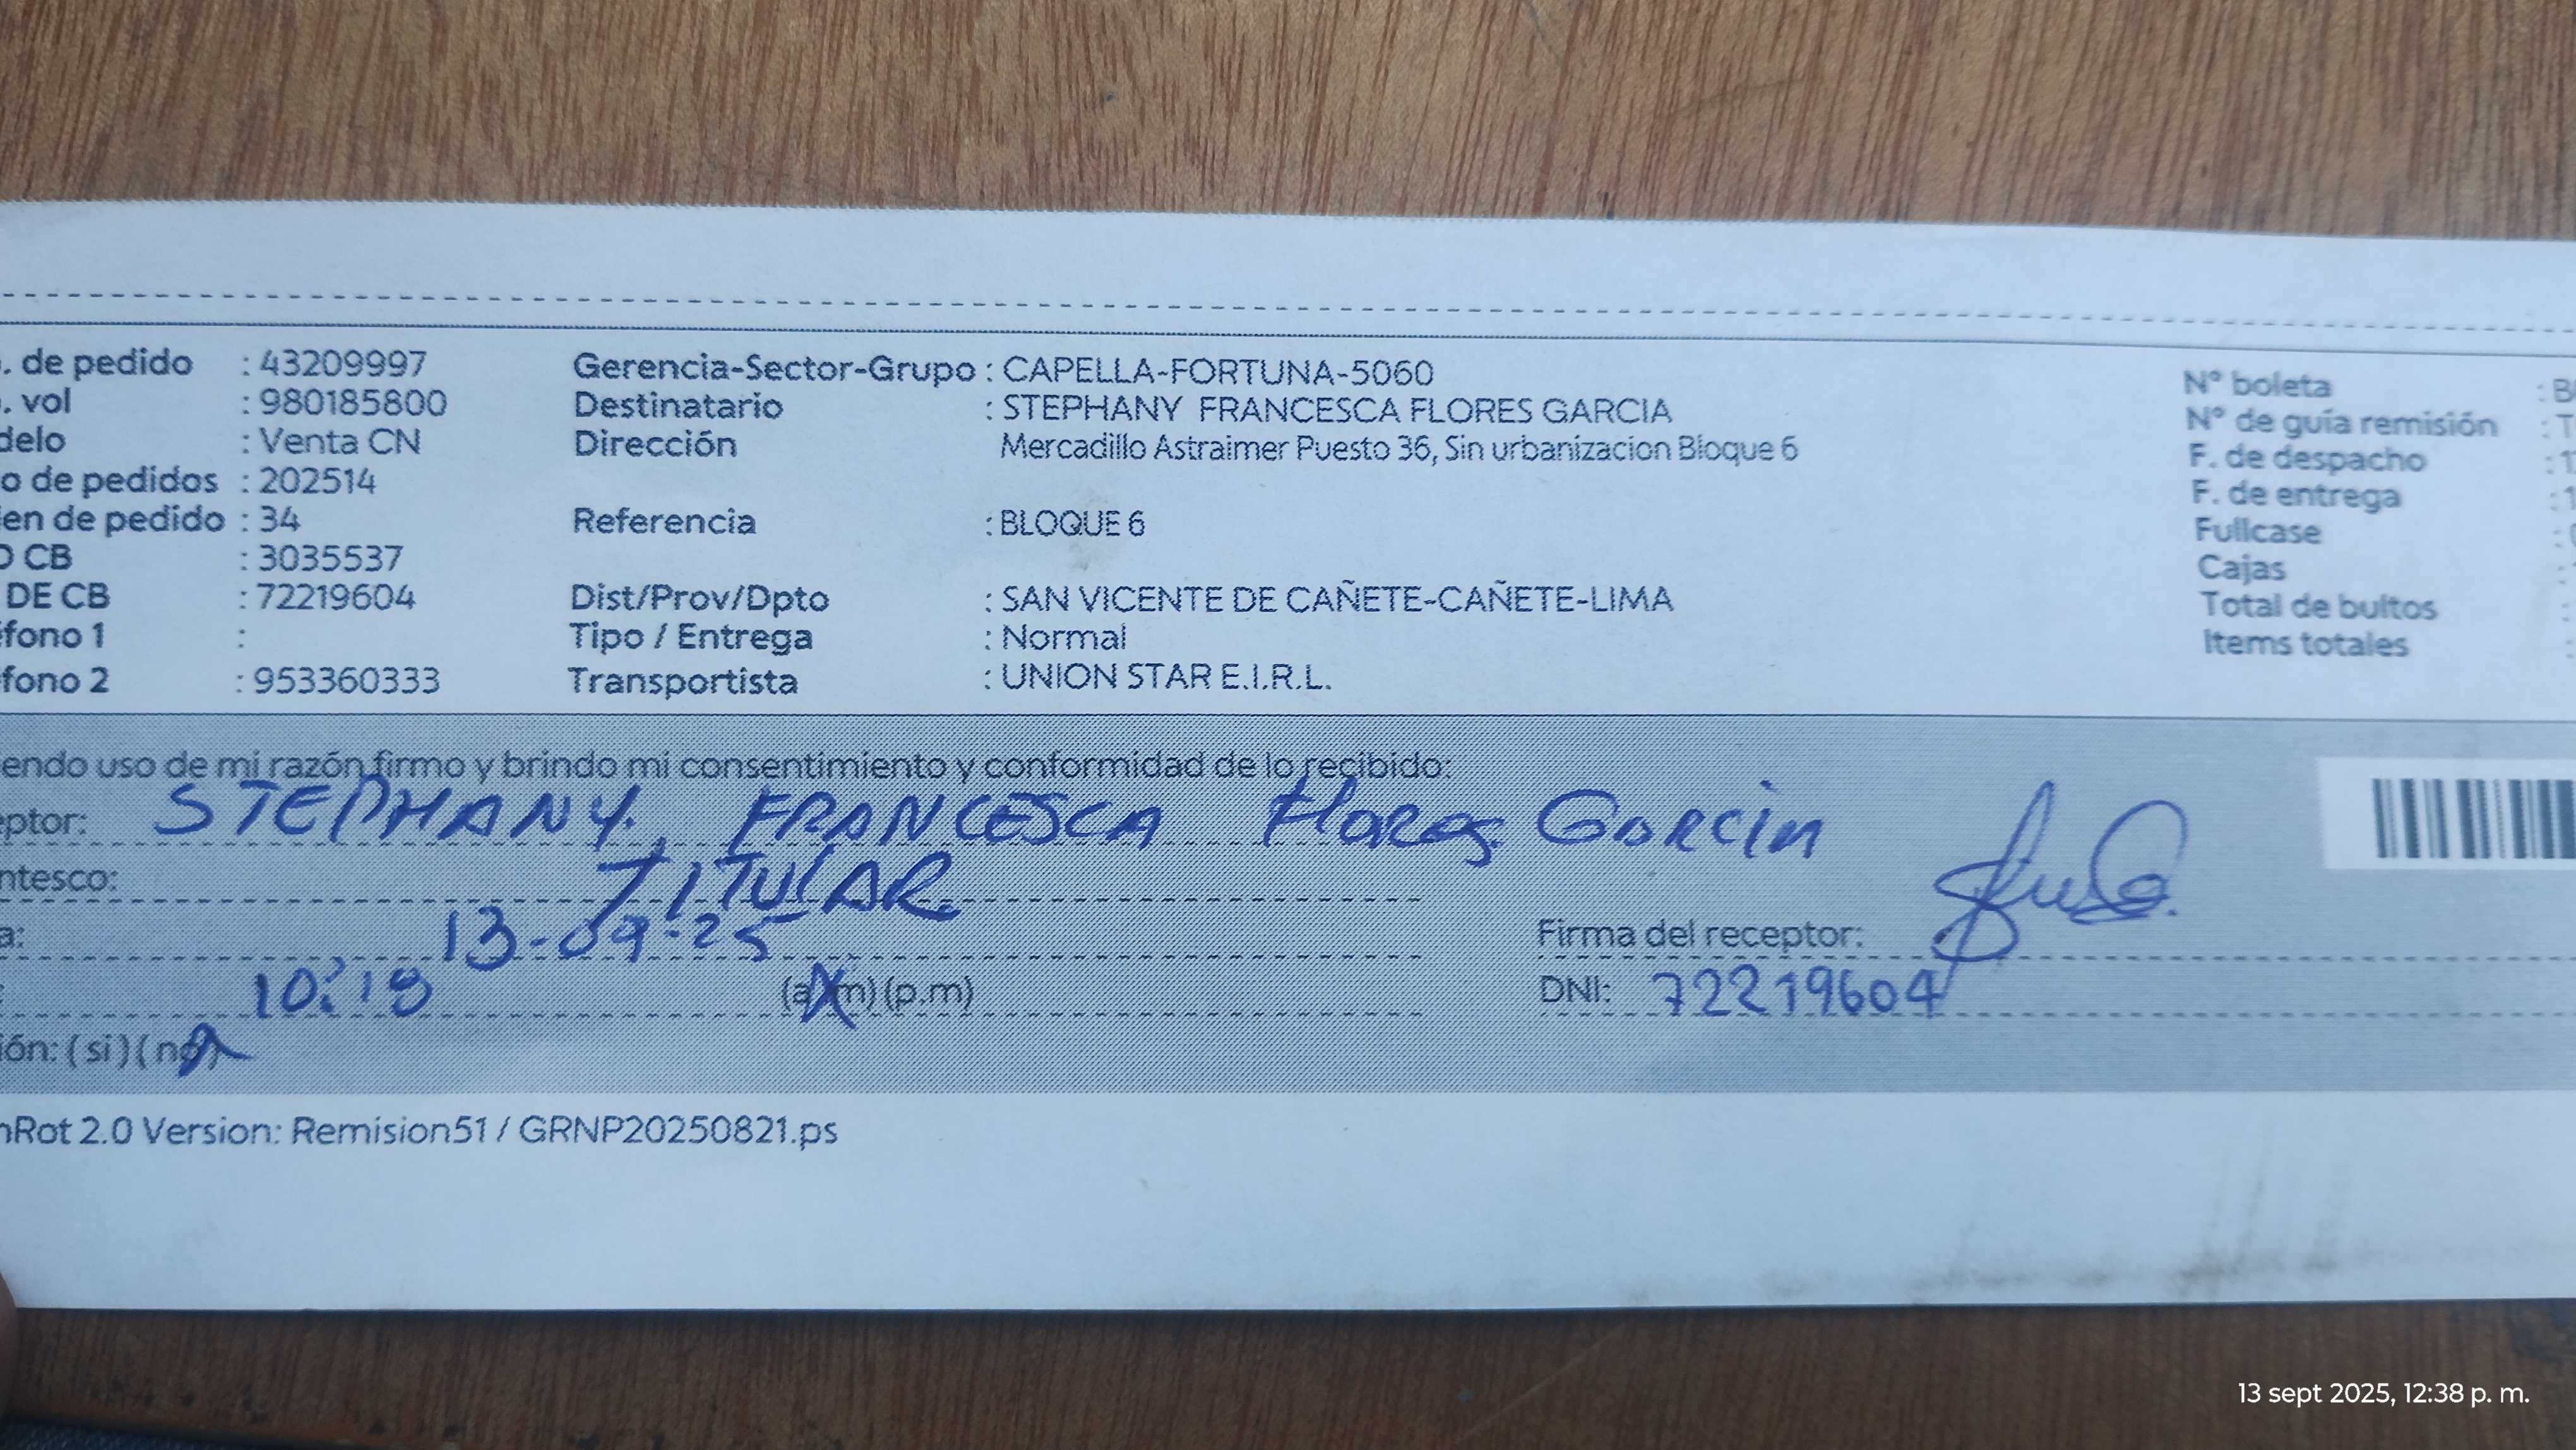 . de pedido : 43209997 Gerencia-Sector-Grupo : CAPELLA-FORTUNA-5060 N° boleta : B
. vol : 980185800 Destinatario : STEPHANY FRANCESCA FLORES GARCIA N° de guía remisión : T
delo : Venta CN Dirección Mercadillo Astraimer Puesto 36, Sin urbanizacion Bloque 6 F. de despacho : 1
o de pedidos : 202514 F. de entrega : 1
en de pedido : 34 Referencia : BLOQUE 6 Fullcase :
O CB : 3035537 Cajas :
DE CB : 72219604 Dist/Prov/Dpto : SAN VICENTE DE CAÑETE-CAÑETE-LIMA Total de bultos :
éfono 1 : Tipo / Entrega : Normal Items totales :
fono 2 : 953360333 Transportista : UNION STAR E.I.R.L.
endo uso de mi razón firmo y brindo mi consentimiento y conformidad de lo recibido:
eptor: STEPHANY FRANCESCA Flores Garcia
ntesco: TITULAR
a: 13-09-25 Firma del receptor:
: 10:18 (a.m) (p.m) DNI: 72219604
ión: ( si ) ( no )
nRot 2.0 Version: Remision51 / GRNP20250821.ps
13 sept 2025, 12:38 p. m.